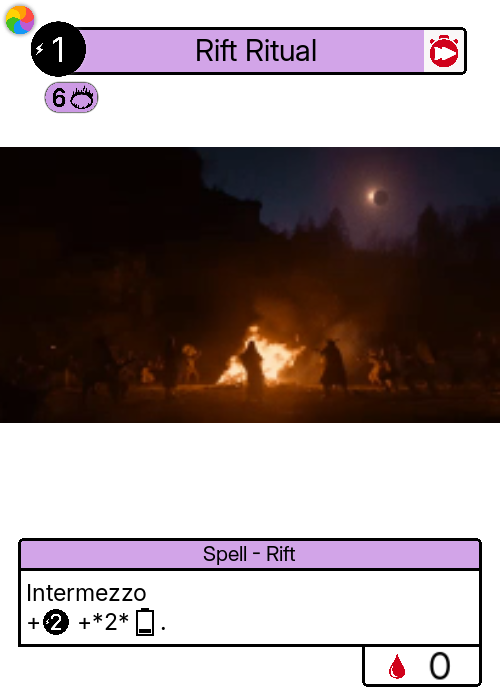 1
Rift Ritual
6
Spell - Rift
Intermezzo
+2 +*2* .
0